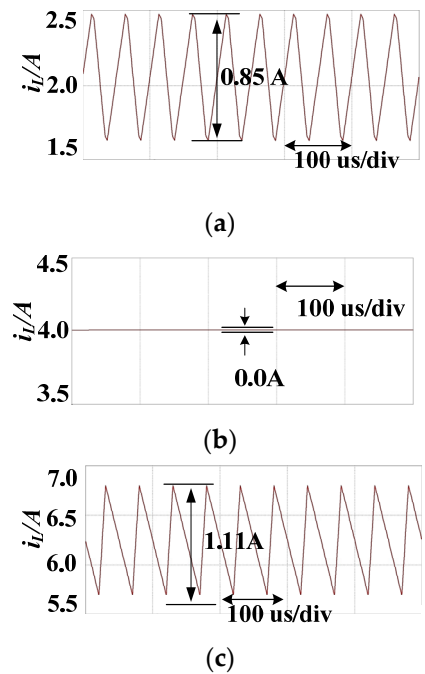 2.5
2.0
1.5
i_L/A
0.85 A
100 us/div
(a)
4.5
4.0
3.5
i_L/A
100 us/div
0.0A
(b)
7.0
6.5
6.0
5.5
i_L/A
1.11A
100 us/div
(c)